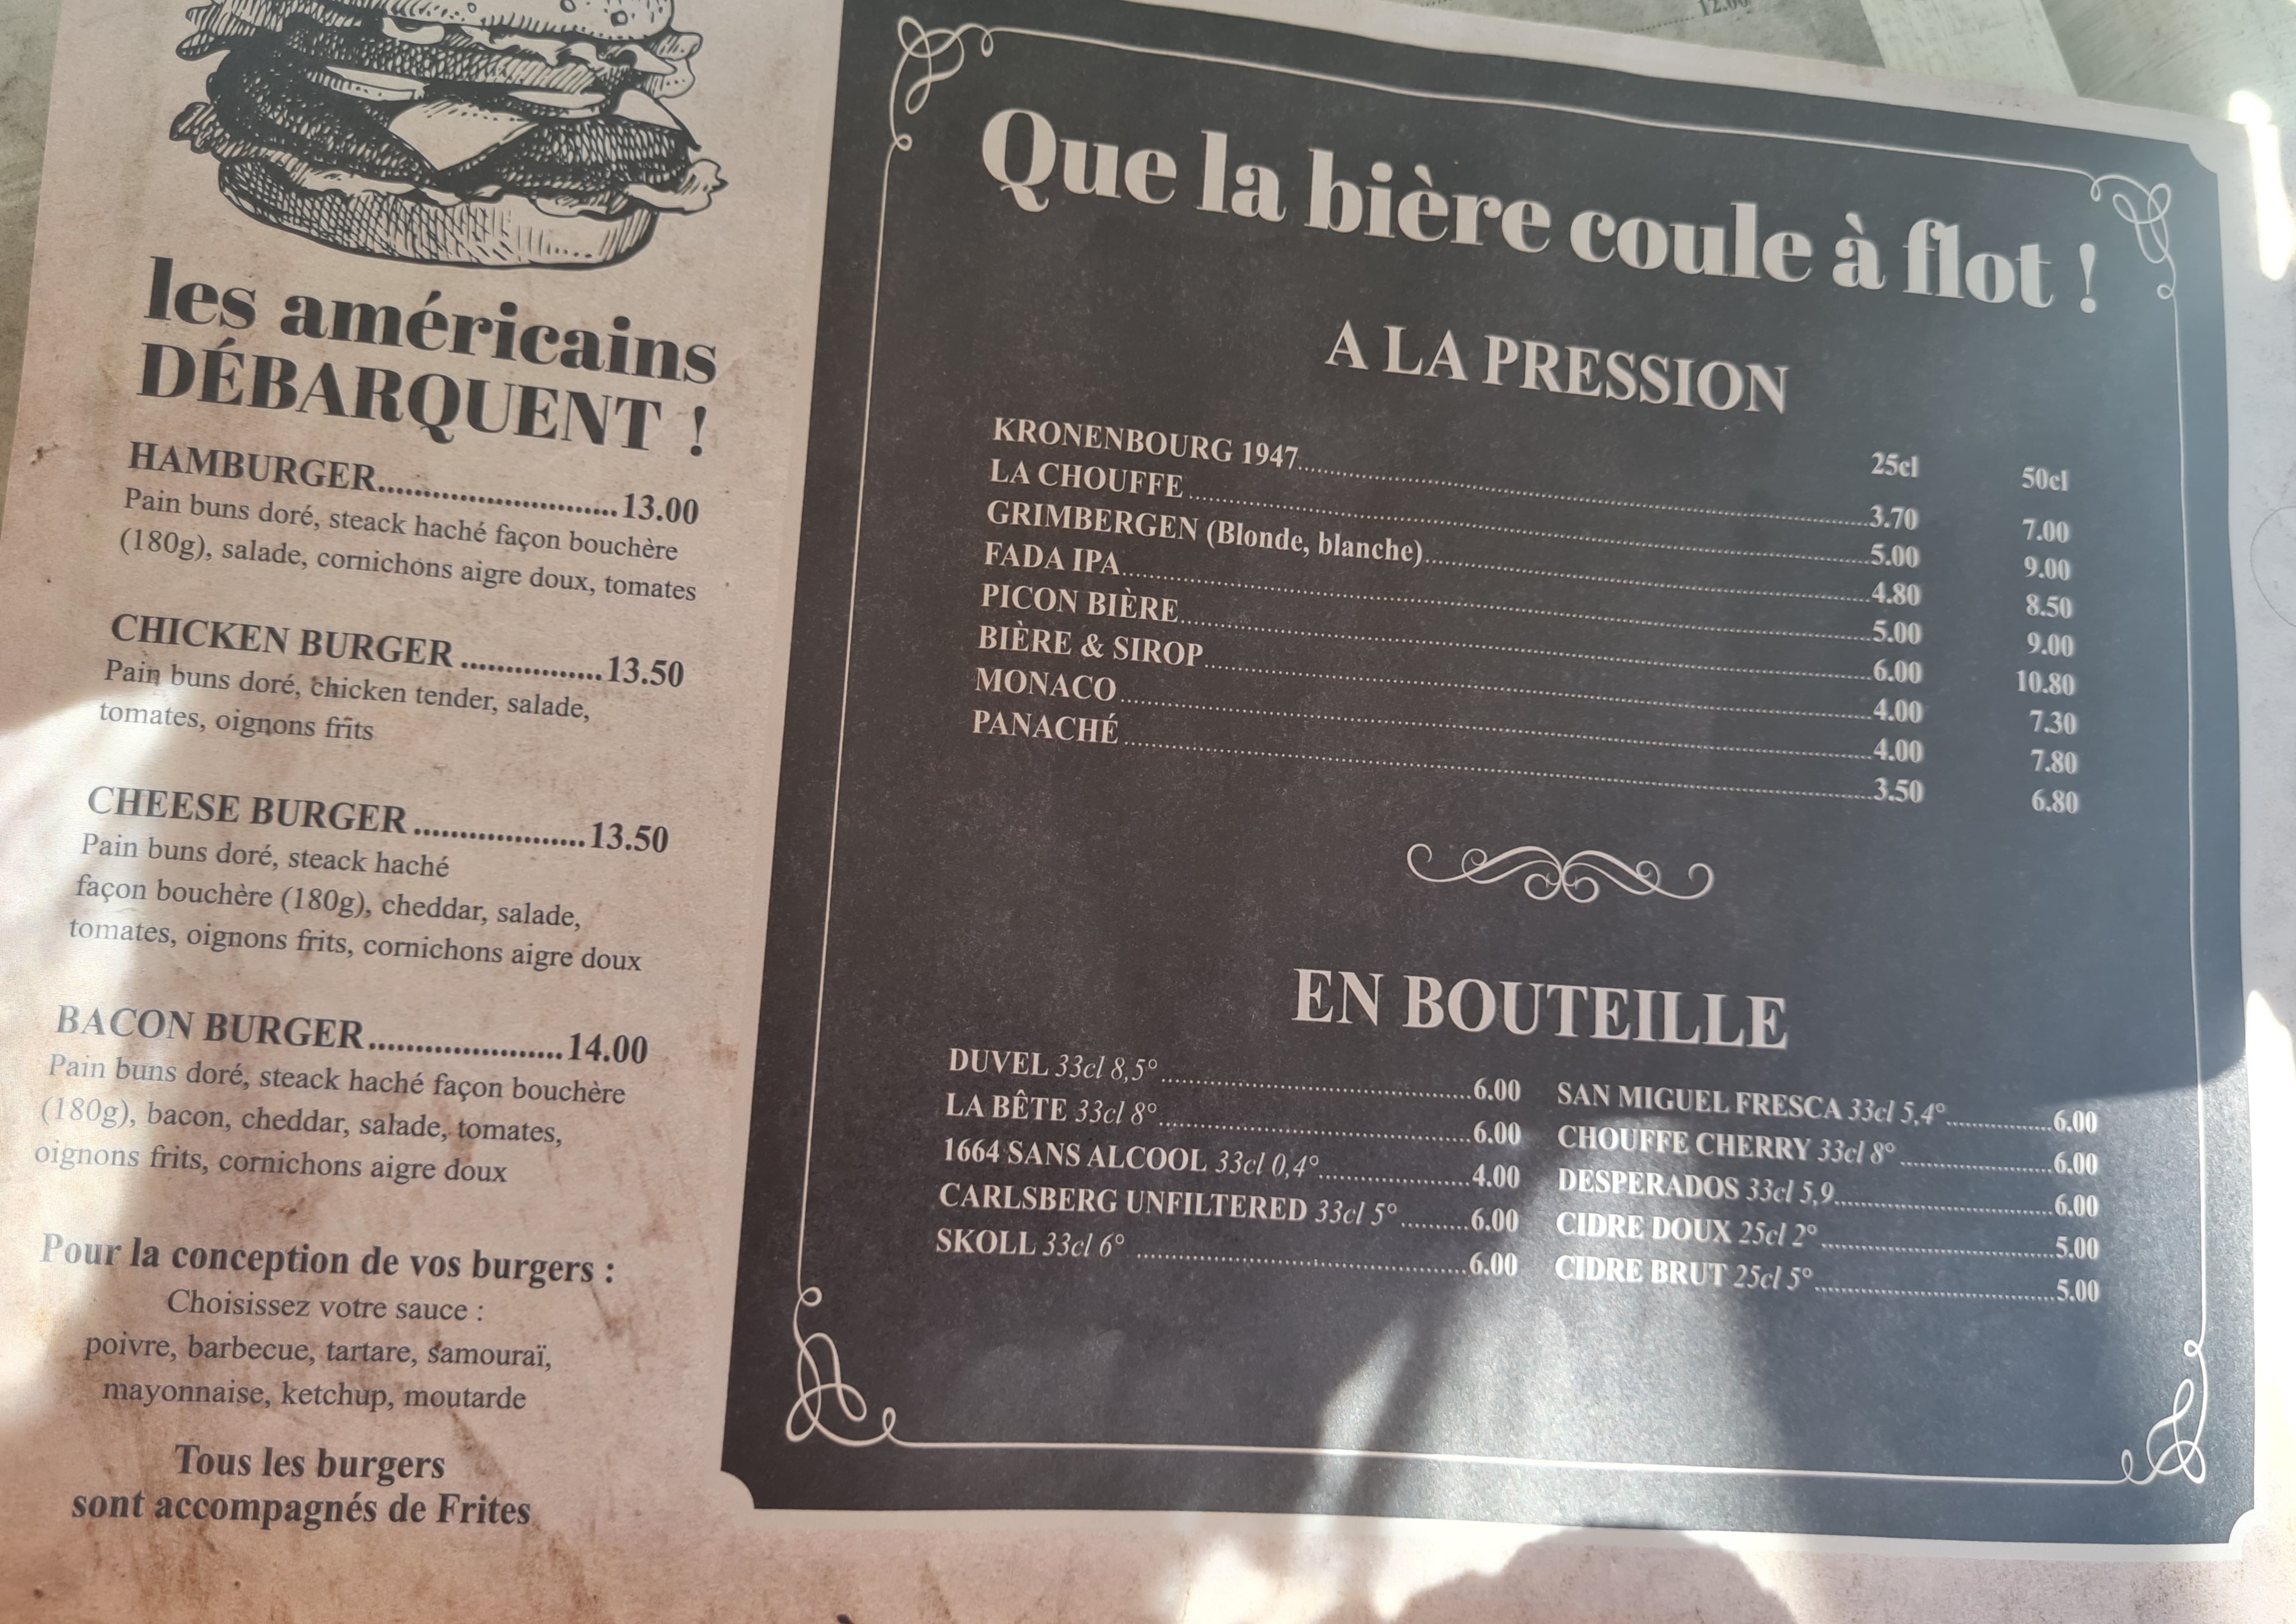 12.00
les américains
DÉBARQUENT !
HAMBURGER..........................13.00
Pain buns doré, steack haché façon bouchère
(180g), salade, cornichons aigre doux, tomates
CHICKEN BURGER................13.50
Pain buns doré, chicken tender, salade,
tomates, oignons frits
CHEESE BURGER...................13.50
Pain buns doré, steack haché
façon bouchère (180g), cheddar, salade,
tomates, oignons frits, cornichons aigre doux
BACON BURGER.....................14.00
Pain buns doré, steack haché façon bouchère
(180g), bacon, cheddar, salade, tomates,
oignons frits, cornichons aigre doux
Pour la conception de vos burgers :
Choisissez votre sauce :
poivre, barbecue, tartare, samouraï,
mayonnaise, ketchup, moutarde
Tous les burgers
sont accompagnés de Frites
Que la bière coule à flot !
A LA PRESSION
25cl 50cl
KRONENBOURG 1947..........3.70 7.00
LA CHOUFFE..........5.00 9.00
GRIMBERGEN (Blonde, blanche)..........4.80 8.50
FADA IPA..........5.00 9.00
PICON BIÈRE..........6.00 10.80
BIÈRE & SIROP..........4.00 7.30
MONACO..........4.00 7.80
PANACHÉ..........3.50 6.80
EN BOUTEILLE
DUVEL 33cl 8,5°..........6.00
LA BÊTE 33cl 8°..........6.00
1664 SANS ALCOOL 33cl 0,4°..........4.00
CARLSBERG UNFILTERED 33cl 5°..........6.00
SKOLL 33cl 6°..........6.00
SAN MIGUEL FRESCA 33cl 5,4°..........6.00
CHOUFFE CHERRY 33cl 8°..........6.00
DESPERADOS 33cl 5,9..........6.00
CIDRE DOUX 25cl 2°..........5.00
CIDRE BRUT 25cl 5°..........5.00